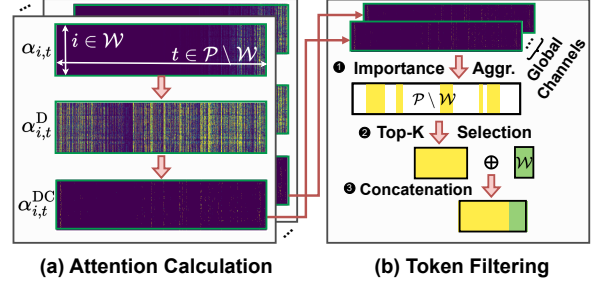 ...
α_{i,t}
i ∈ W
t ∈ P \ W
α^D_{i,t}
α^{DC}_{i,t}
...
(a) Attention Calculation
...
Global
Channels
❶ Importance Aggr.
P \ W
❷ Top-K Selection
⊕ W
❸ Concatenation
(b) Token Filtering